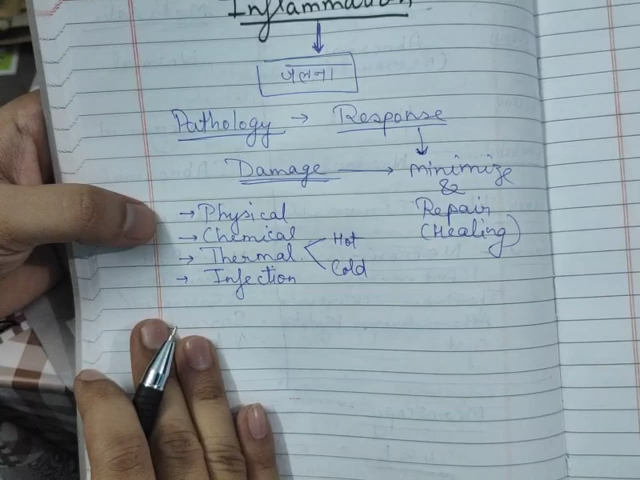 Inflammation
जलना
Pathology → Response
Damage → minimize
&
→ Physical Repair
→ Chemical (Healing)
→ Thermal Hot
Cold
→ Infection